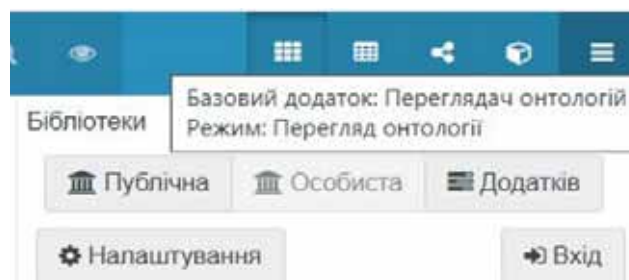 Базовий додаток: Переглядач онтологій
Режим: Перегляд онтології
Бібліотеки
Публічна Особиста Додатків
Налаштування Вхід